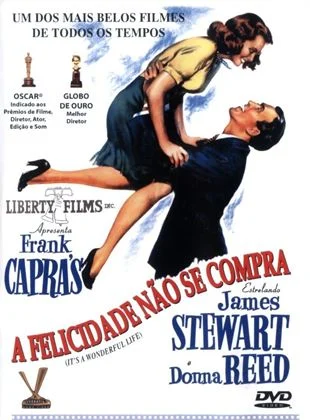 UM DOS MAIS BELOS FILMES
DE TODOS OS TEMPOS
OSCAR®
Indicado aos
Prêmios de Filme,
Diretor, Ator,
Edição e Som
GLOBO
DE OURO
Melhor
Diretor
LIBERTY FILMS INC.
Apresenta
Frank
CAPRA'S
A FELICIDADE NÃO SE COMPRA
(IT'S A WONDERFUL LIFE)
Estrelando
James
STEWART
Donna
REED
DVD
VIDEO